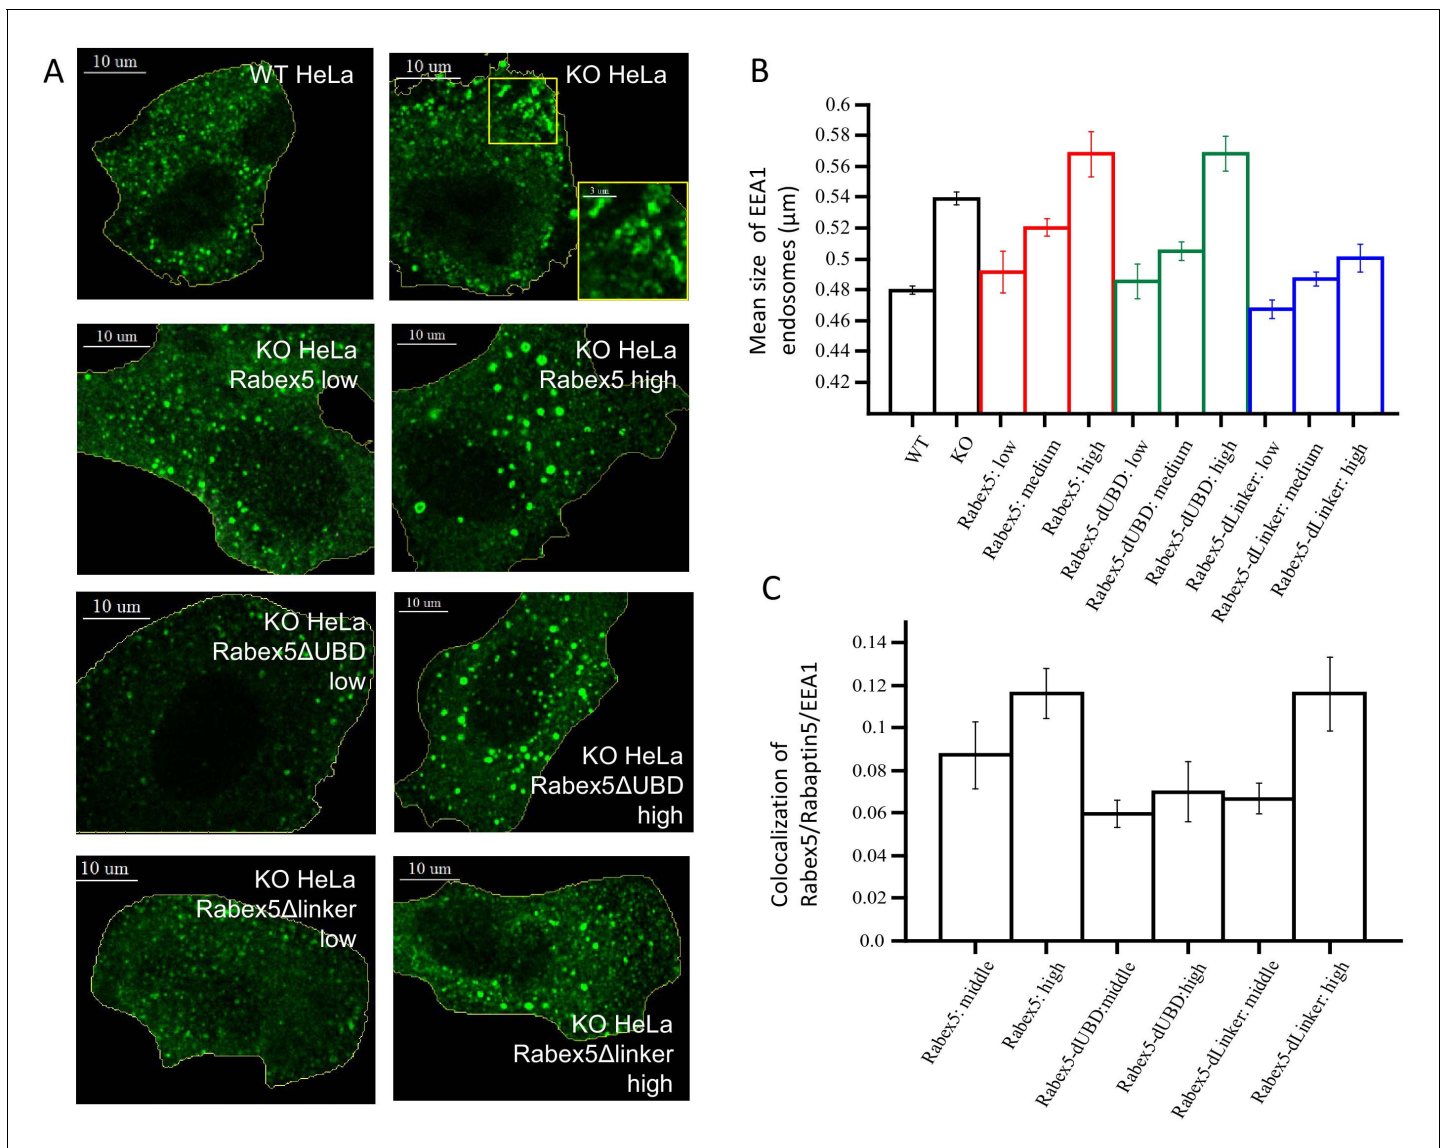 A
10 um
WT HeLa
10 um
KO HeLa
3 um
10 um
KO HeLa
Rabex5 low
10 um
KO HeLa
Rabex5 high
10 um
KO HeLa
Rabex5ΔUBD
low
10 um
KO HeLa
Rabex5ΔUBD
high
10 um
KO HeLa
Rabex5Δlinker
low
10 um
KO HeLa
Rabex5Δlinker
high
B
Mean size of EEA1
endosomes (μm)
0.6
0.58
0.56
0.54
0.52
0.5
0.48
0.46
0.44
0.42
WT
KO
Rabex5: low
Rabex5: medium
Rabex5: high
Rabex5-dUBD: low
Rabex5-dUBD: medium
Rabex5-dUBD: high
Rabex5-dLinker: low
Rabex5-dLinker: medium
Rabex5-dLinker: high
C
Colocalization of
Rabex5/Rabaptin5/EEA1
0.14
0.12
0.1
0.08
0.06
0.04
0.02
0.0
Rabex5: middle
Rabex5: high
Rabex5-dUBD:middle
Rabex5-dUBD:high
Rabex5-dLinker: middle
Rabex5-dLinker: high